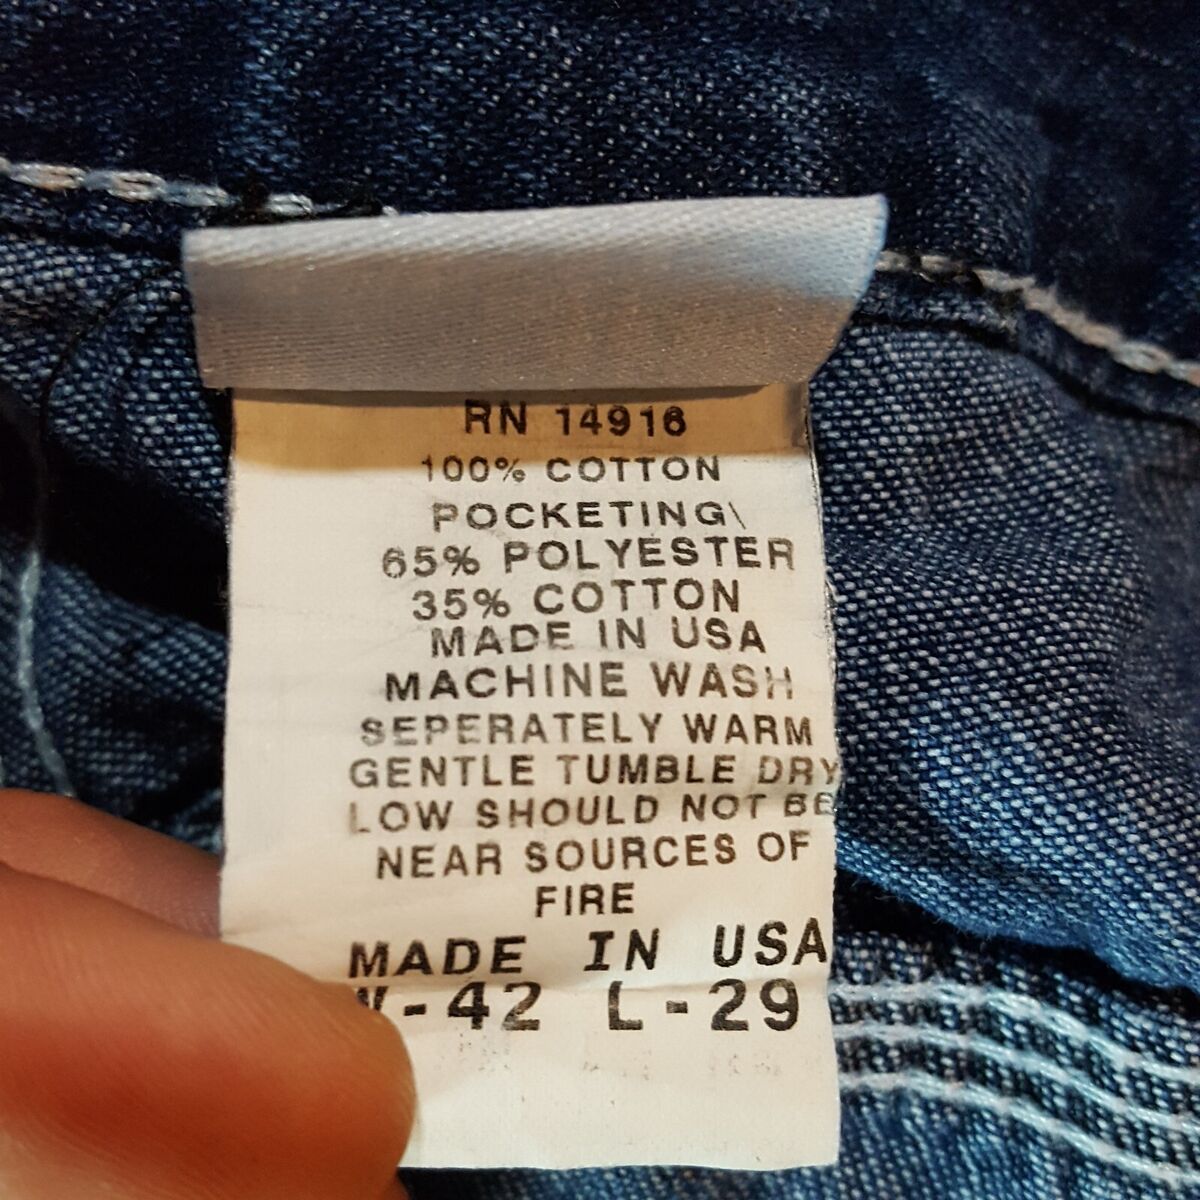 RN 14916
100% COTTON
POCKETING\
65% POLYESTER
35% COTTON
MADE IN USA
MACHINE WASH
SEPERATELY WARM
GENTLE TUMBLE DRY
LOW SHOULD NOT BE
NEAR SOURCES OF
FIRE
MADE IN USA
W-42 L-29